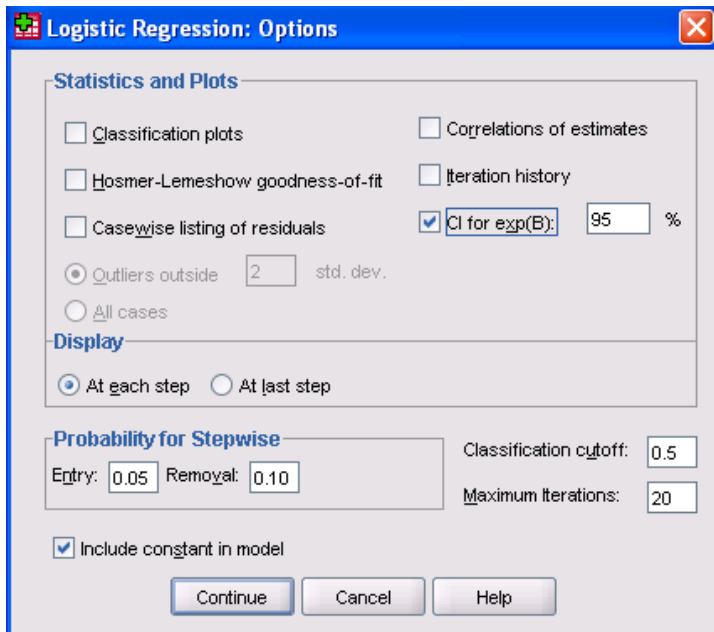 Logistic Regression: Options
Statistics and Plots
Classification plots
Correlations of estimates
Hosmer-Lemeshow goodness-of-fit
Iteration history
Casewise listing of residuals
CI for exp(B): 95 %
Outliers outside 2 std. dev.
All cases
Display
At each step At last step
Probability for Stepwise
Entry: 0.05 Removal: 0.10
Classification cutoff: 0.5
Maximum Iterations: 20
Include constant in model
Continue Cancel Help